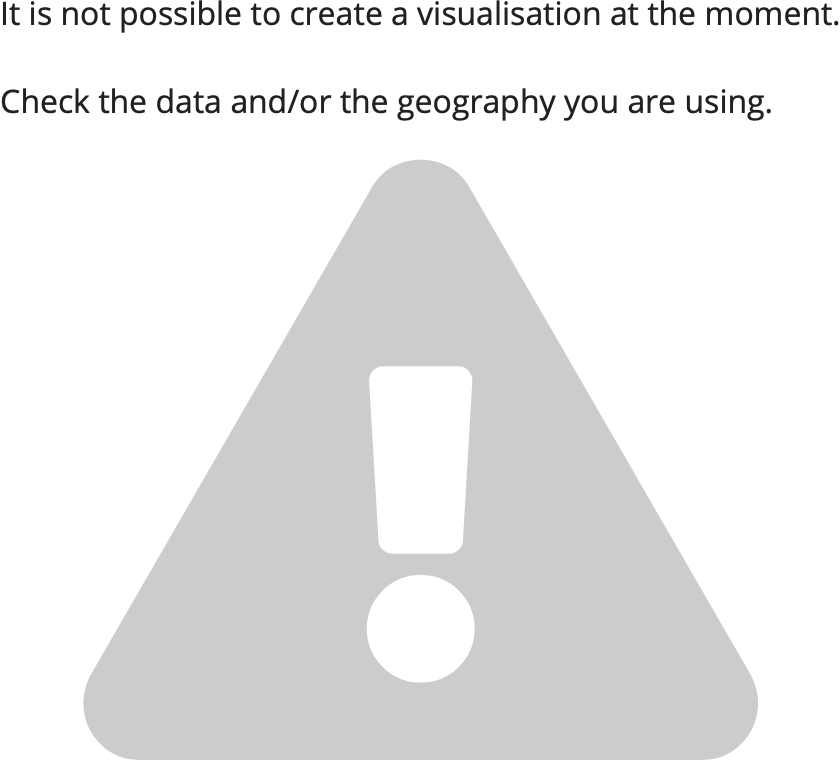 It is not possible to create a visualisation at the moment.
Check the data and/or the geography you are using.